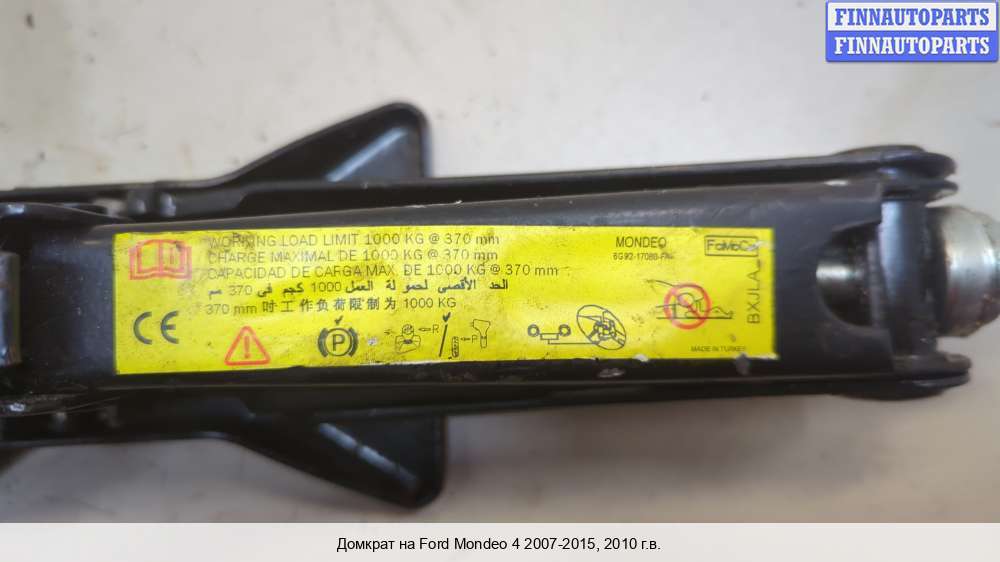 FINNAUTOPARTS
FINNAUTOPARTS
WORKING LOAD LIMIT 1000 KG @ 370 mm
CHARGE MAXIMAL DE 1000 KG @ 370 mm
CAPACIDAD DE CARGA MAX. DE 1000 KG @ 370 mm
الحد الأقصى لحمولة العمل 1000 كجم في 370 مم
370 mm 吋工作负荷限制为 1000 KG
CE
P
R
P
MONDEO
6G92-17080-
FoMoCo
BXJLA
MADE IN TURKEY
Домкрат на Ford Mondeo 4 2007-2015, 2010 г.в.